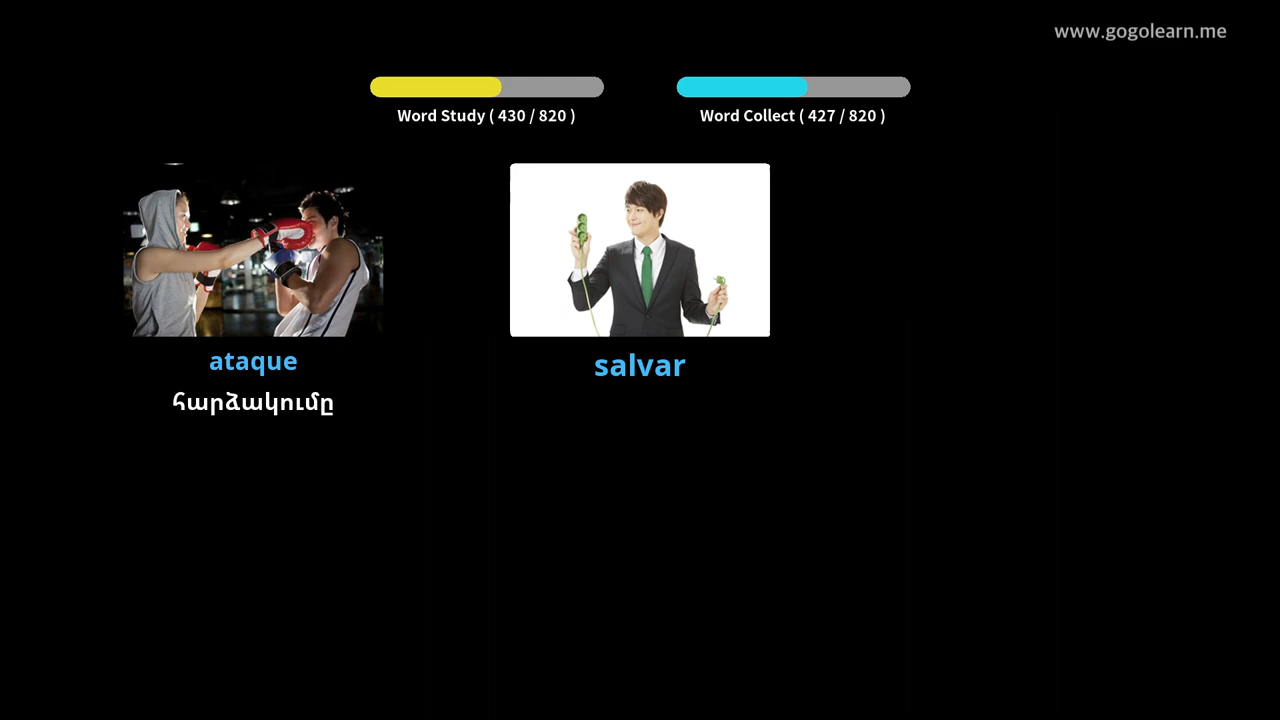 www.gogolearn.me
Word Study ( 430 / 820 )
Word Collect ( 427 / 820 )
ataque
հարձակումը
salvar